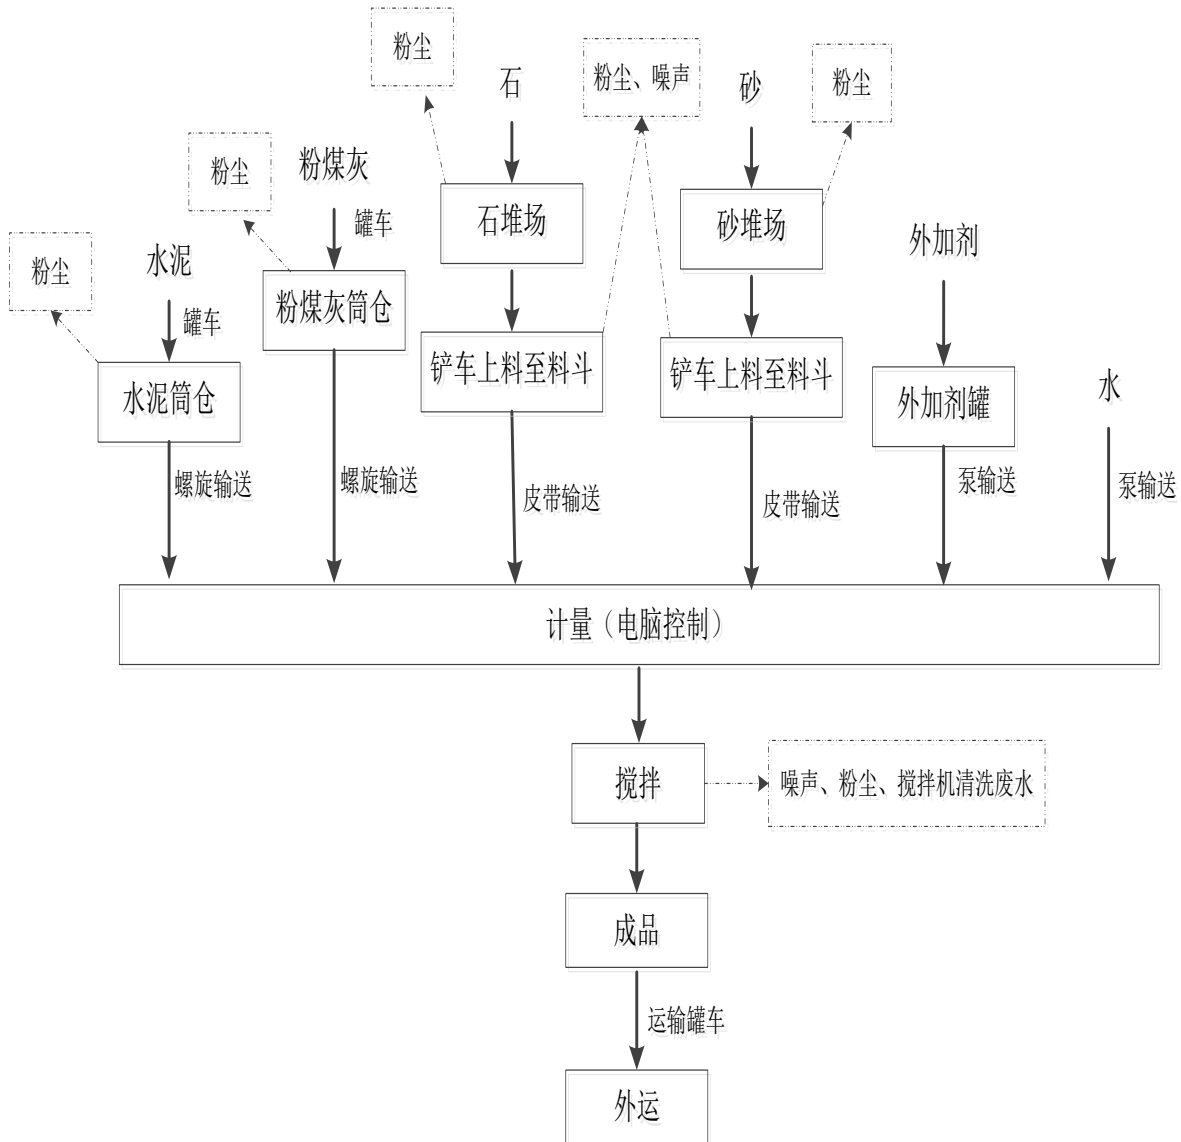 粉尘
石
粉尘、噪声
砂
粉尘
粉尘
粉煤灰
罐车
石堆场
砂堆场
外加剂
粉尘
水泥
罐车
粉煤灰筒仓
铲车上料至料斗
铲车上料至料斗
水泥筒仓
外加剂罐
水
螺旋输送
螺旋输送
皮带输送
皮带输送
泵输送
泵输送
计量（电脑控制）
搅拌
噪声、粉尘、搅拌机清洗废水
成品
运输罐车
外运